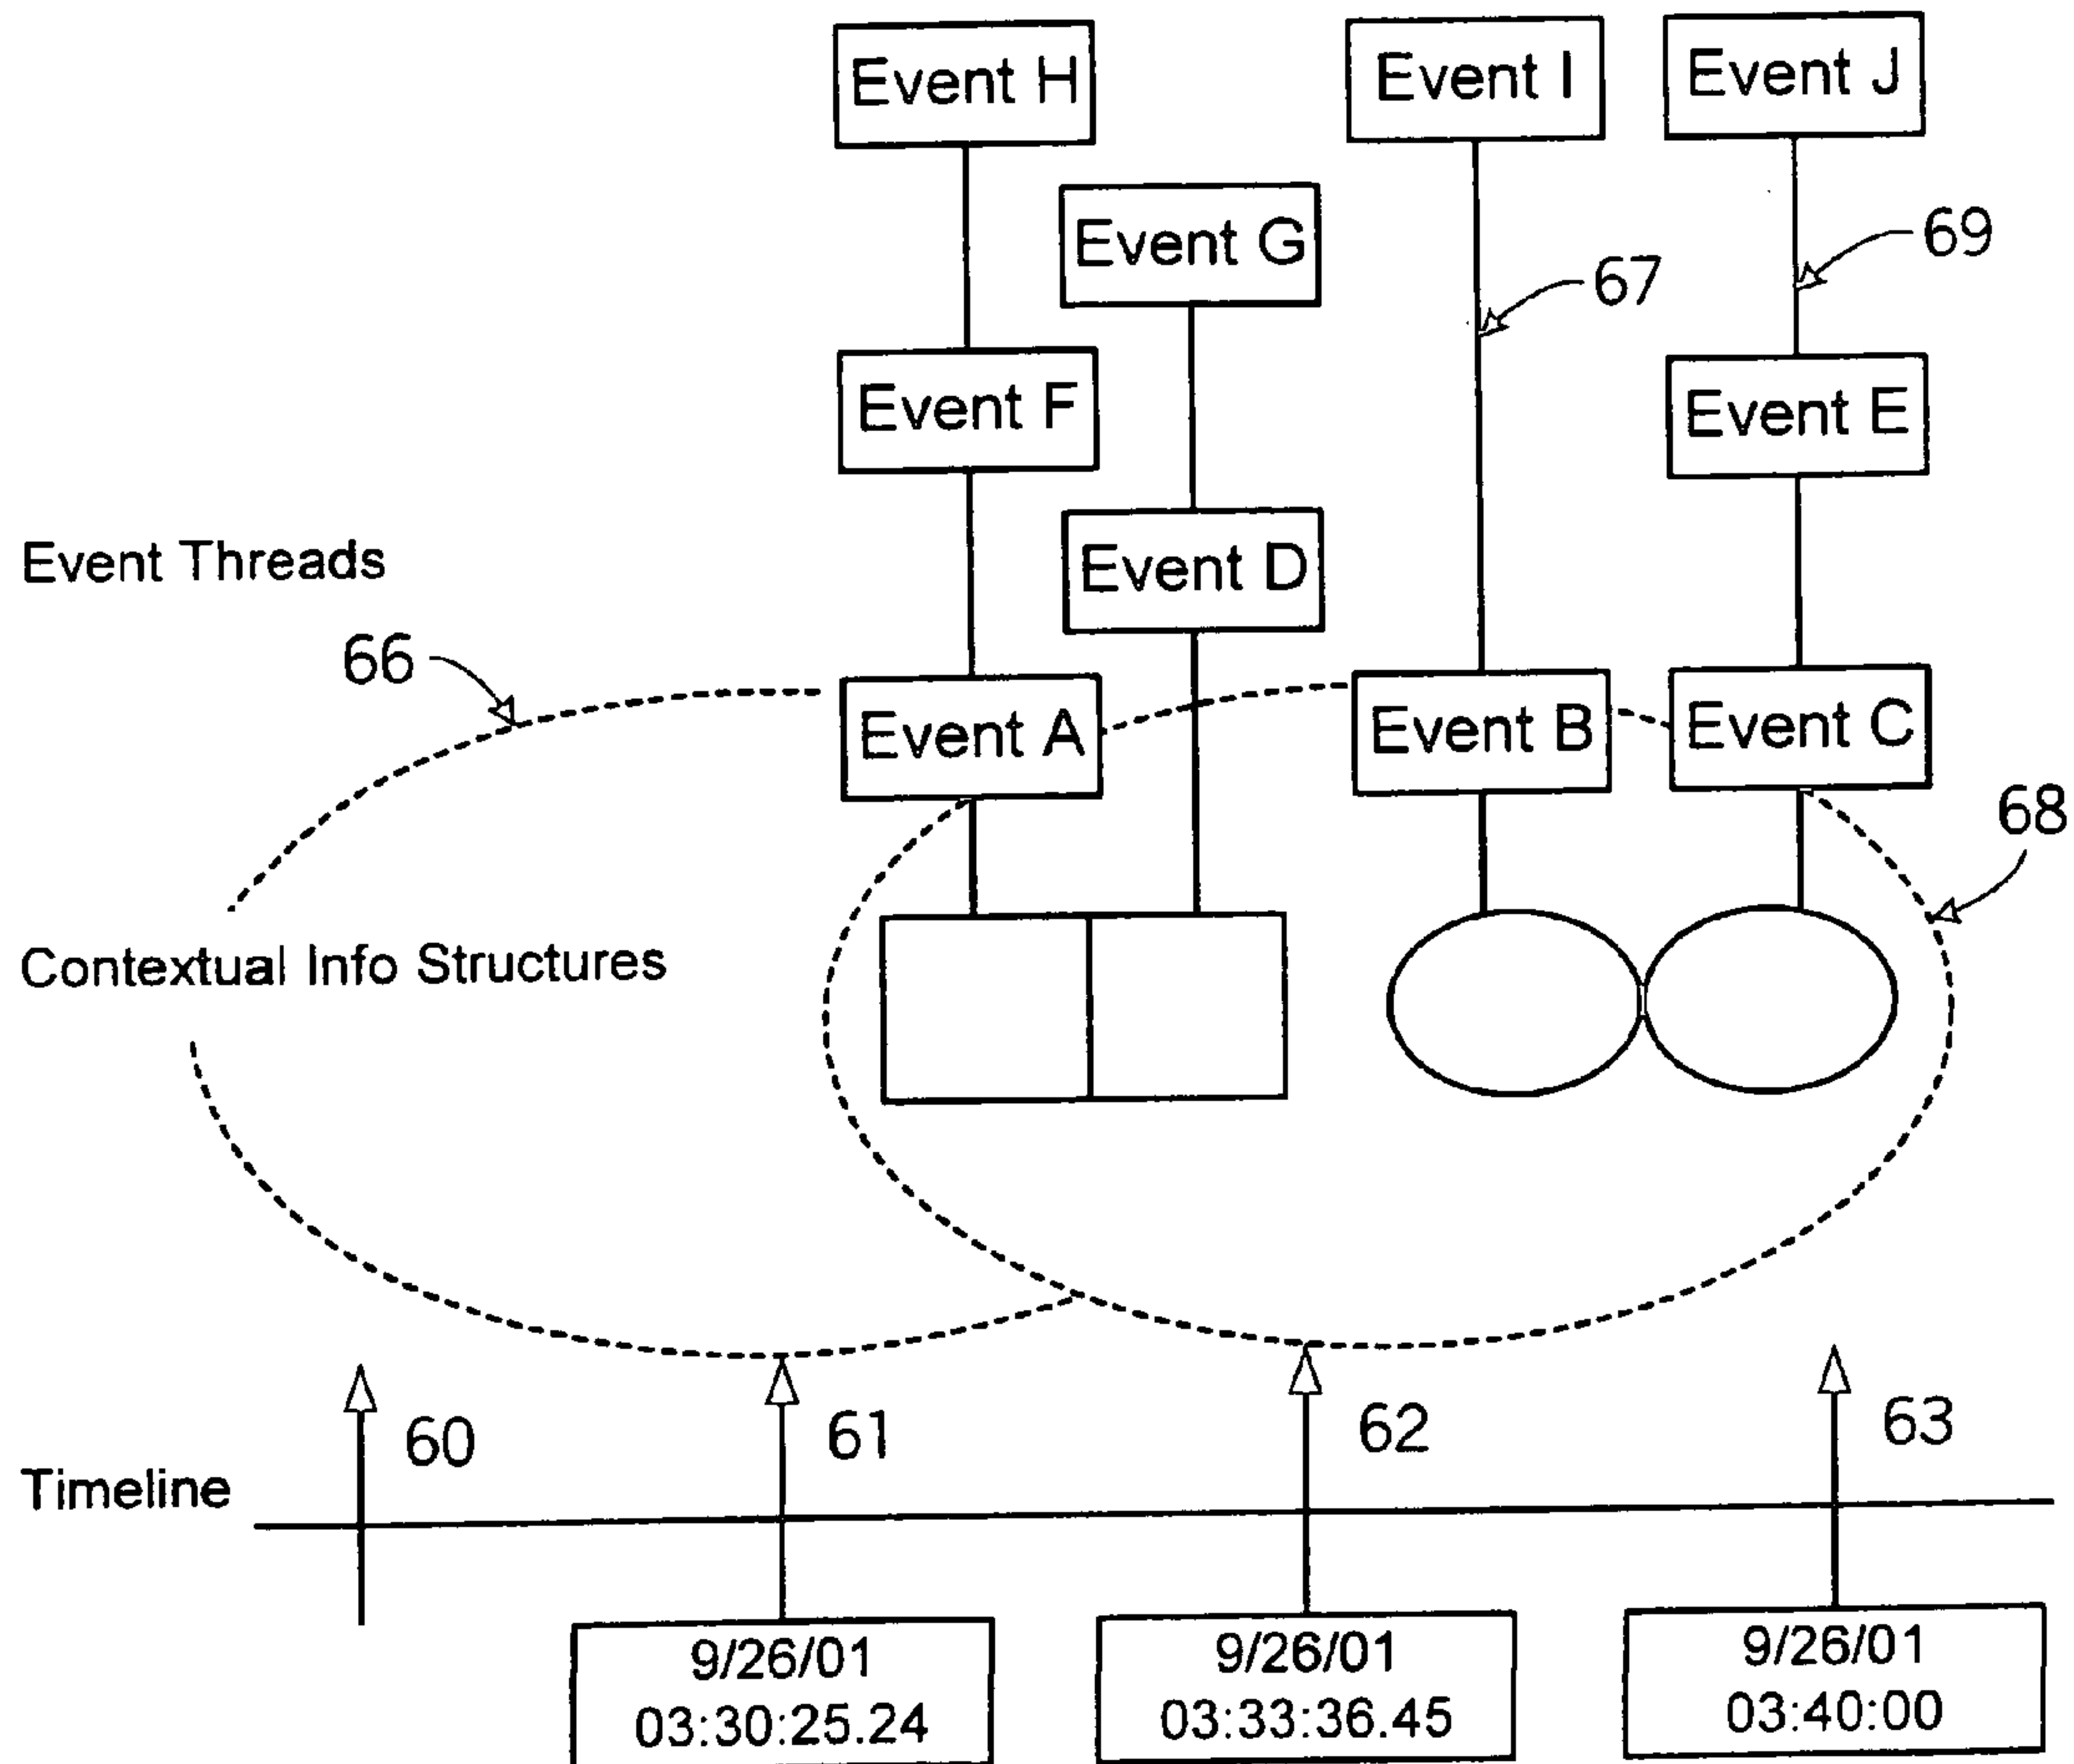 Event H
Event I
Event J
Event G
69
67
Event F
Event E
Event Threads
Event D
66
Event A
Event B
Event C
68
Contextual Info Structures
60
61
62
63
Timeline
9/26/01
03:30:25.24
9/26/01
03:33:36.45
9/26/01
03:40:00